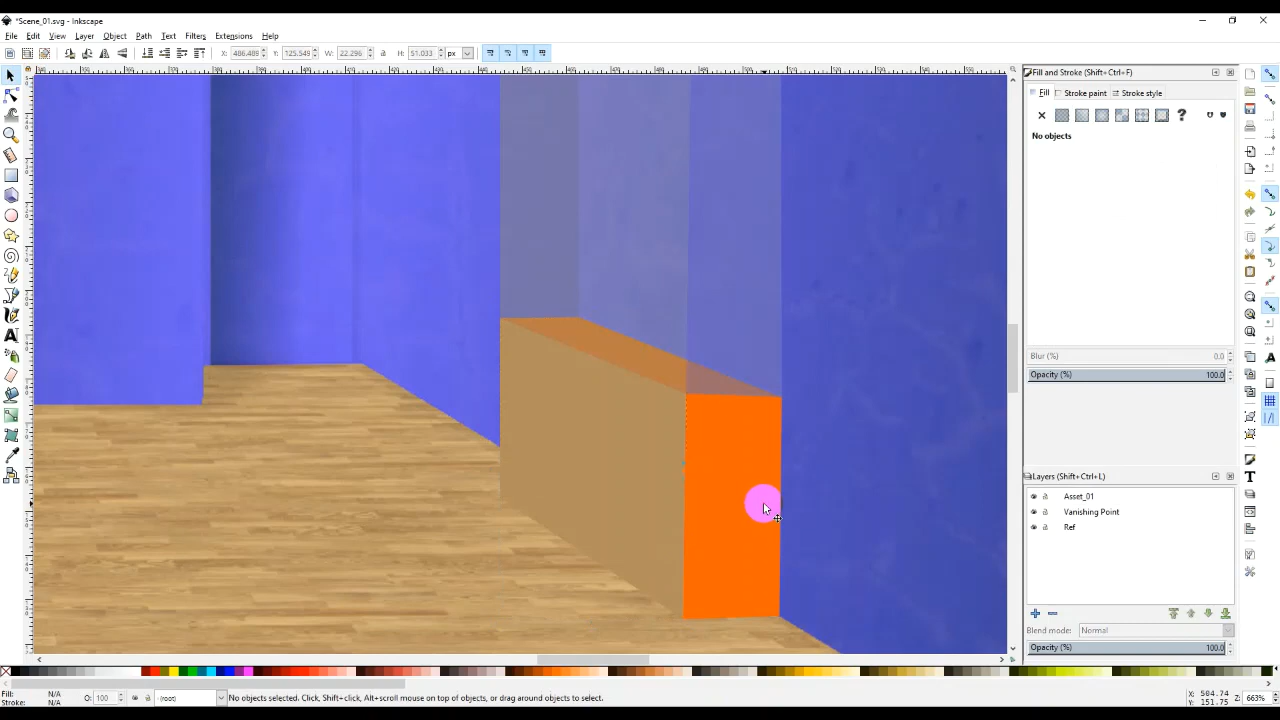 *Scene_01.svg - Inkscape
File Edit View Layer Object Path Text Filters Extensions Help
X: 486.489 Y: 125.549 W: 22.296 H: 51.033 px
Fill and Stroke (Shift+Ctrl+F)
Fill Stroke paint Stroke style
No objects
Blur (%) 0.0
Opacity (%) 100.0
Layers (Shift+Ctrl+L)
Asset_01
Vanishing Point
Ref
Blend mode: Normal
Opacity (%) 100.0
Fill: N/A
Stroke: N/A
O: 100
(root)
No objects selected. Click, Shift+click, Alt+scroll mouse on top of objects, or drag around objects to select.
X: 504.74
Y: 151.75
Z: 663%